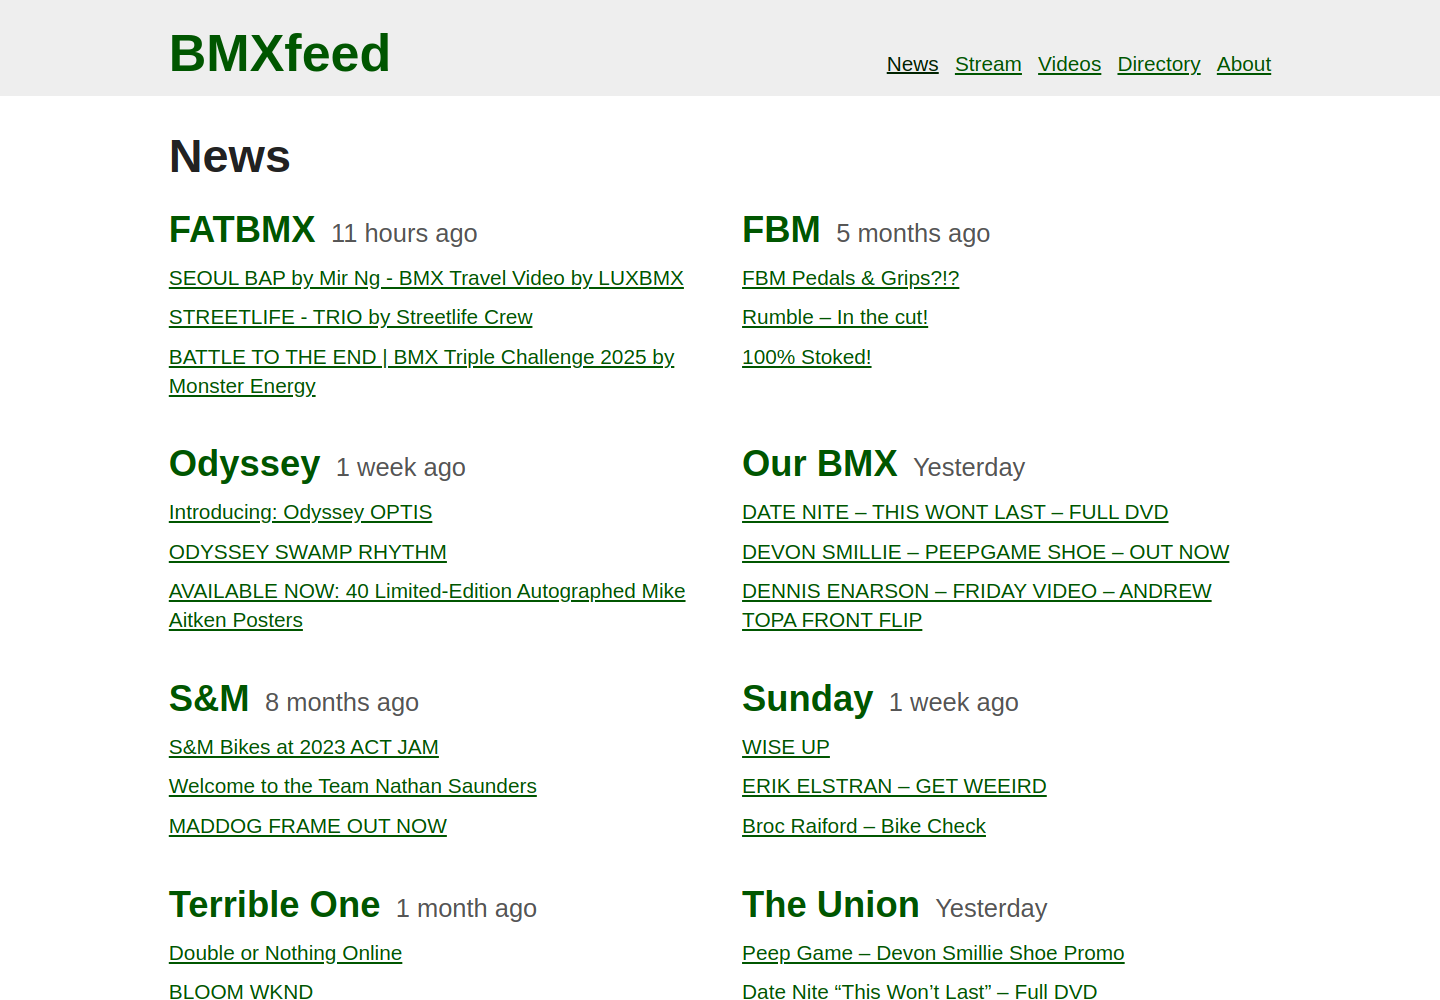 BMXfeed
News Stream Videos Directory About
News
FATBMX 11 hours ago
SEOUL BAP by Mir Ng - BMX Travel Video by LUXBMX
STREETLIFE - TRIO by Streetlife Crew
BATTLE TO THE END | BMX Triple Challenge 2025 by
Monster Energy
FBM 5 months ago
FBM Pedals & Grips?!?
Rumble – In the cut!
100% Stoked!
Odyssey 1 week ago
Introducing: Odyssey OPTIS
ODYSSEY SWAMP RHYTHM
AVAILABLE NOW: 40 Limited-Edition Autographed Mike
Aitken Posters
Our BMX Yesterday
DATE NITE – THIS WONT LAST – FULL DVD
DEVON SMILLIE – PEEPGAME SHOE – OUT NOW
DENNIS ENARSON – FRIDAY VIDEO – ANDREW
TOPA FRONT FLIP
S&M 8 months ago
S&M Bikes at 2023 ACT JAM
Welcome to the Team Nathan Saunders
MADDOG FRAME OUT NOW
Sunday 1 week ago
WISE UP
ERIK ELSTRAN – GET WEEIRD
Broc Raiford – Bike Check
Terrible One 1 month ago
Double or Nothing Online
BLOOM WKND
The Union Yesterday
Peep Game – Devon Smillie Shoe Promo
Date Nite “This Won’t Last” – Full DVD